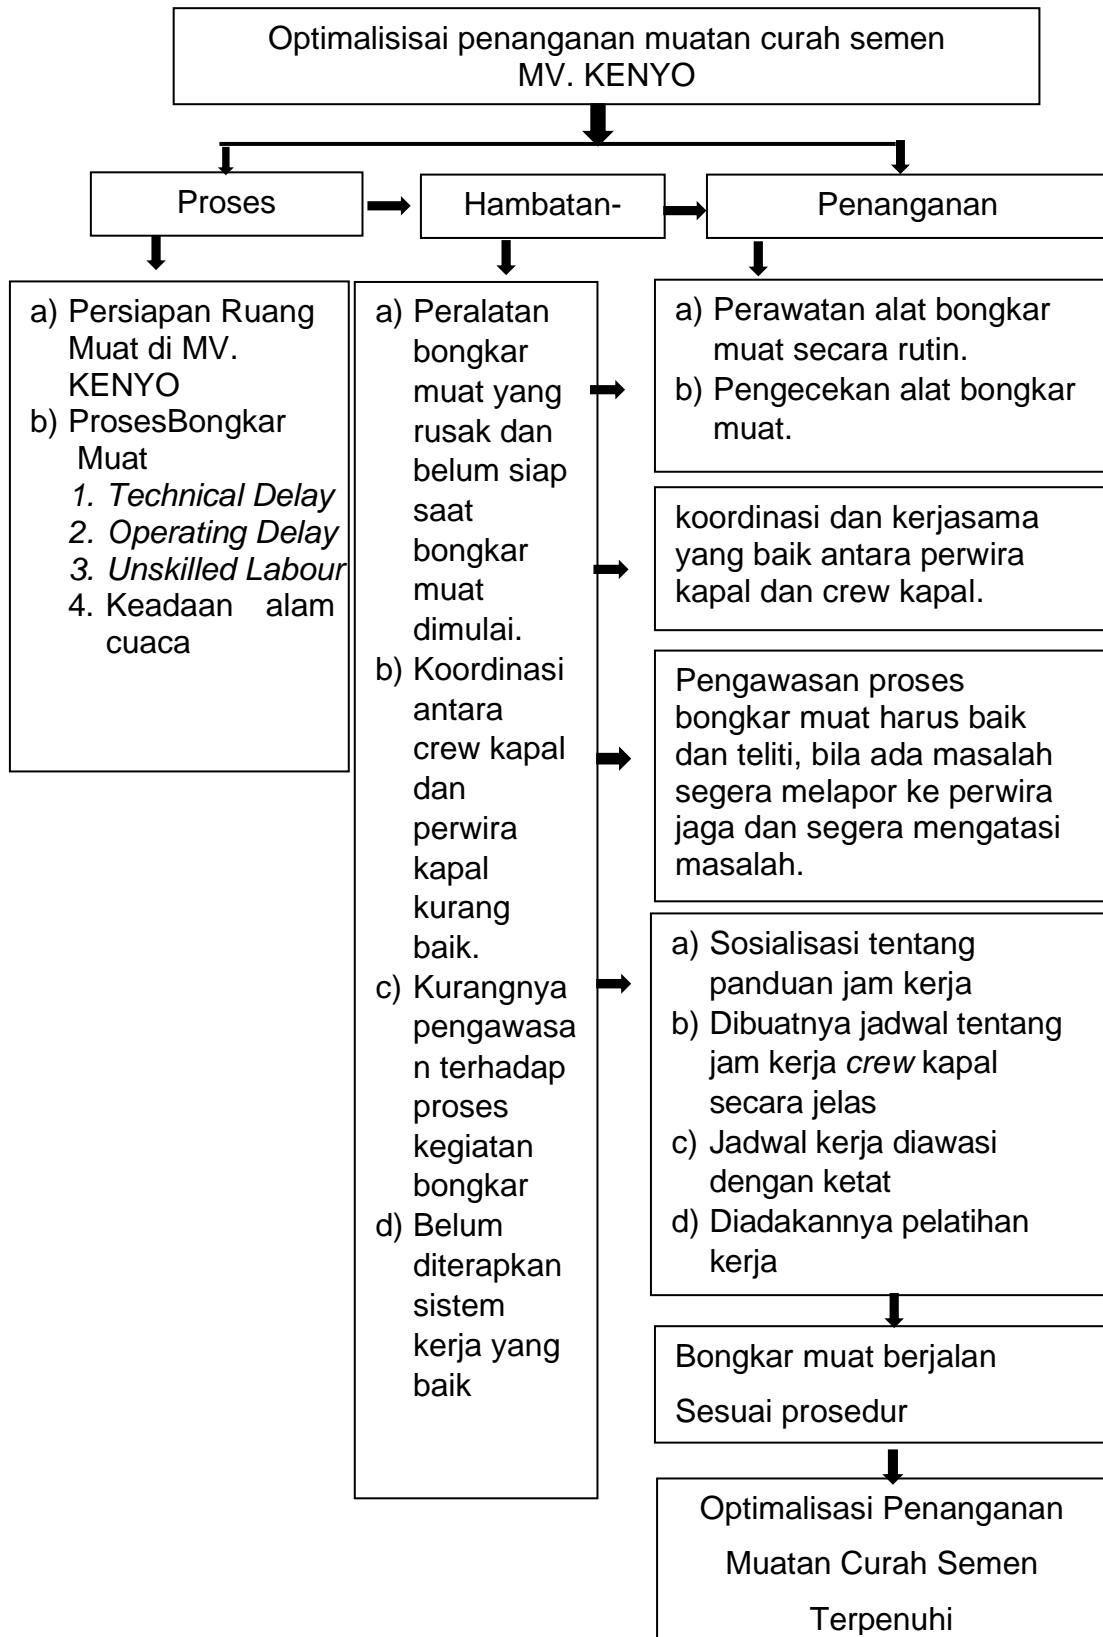 Optimalisisai penanganan muatan curah semen
MV. KENYO
Proses
Hambatan-
Penanganan
a) Persiapan Ruang
Muat di MV.
KENYO
b) ProsesBongkar
Muat
1. Technical Delay
2. Operating Delay
3. Unskilled Labour
4. Keadaan alam
cuaca
a) Peralatan
bongkar
muat yang
rusak dan
belum siap
saat
bongkar
muat
dimulai.
b) Koordinasi
antara
crew kapal
dan
perwira
kapal
kurang
baik.
c) Kurangnya
pengawasa
n terhadap
proses
kegiatan
bongkar
d) Belum
diterapkan
sistem
kerja yang
baik
a) Perawatan alat bongkar
muat secara rutin.
b) Pengecekan alat bongkar
muat.
koordinasi dan kerjasama
yang baik antara perwira
kapal dan crew kapal.
Pengawasan proses
bongkar muat harus baik
dan teliti, bila ada masalah
segera melapor ke perwira
jaga dan segera mengatasi
masalah.
a) Sosialisasi tentang
panduan jam kerja
b) Dibuatnya jadwal tentang
jam kerja crew kapal
secara jelas
c) Jadwal kerja diawasi
dengan ketat
d) Diadakannya pelatihan
kerja
Bongkar muat berjalan
Sesuai prosedur
Optimalisasi Penanganan
Muatan Curah Semen
Terpenuhi